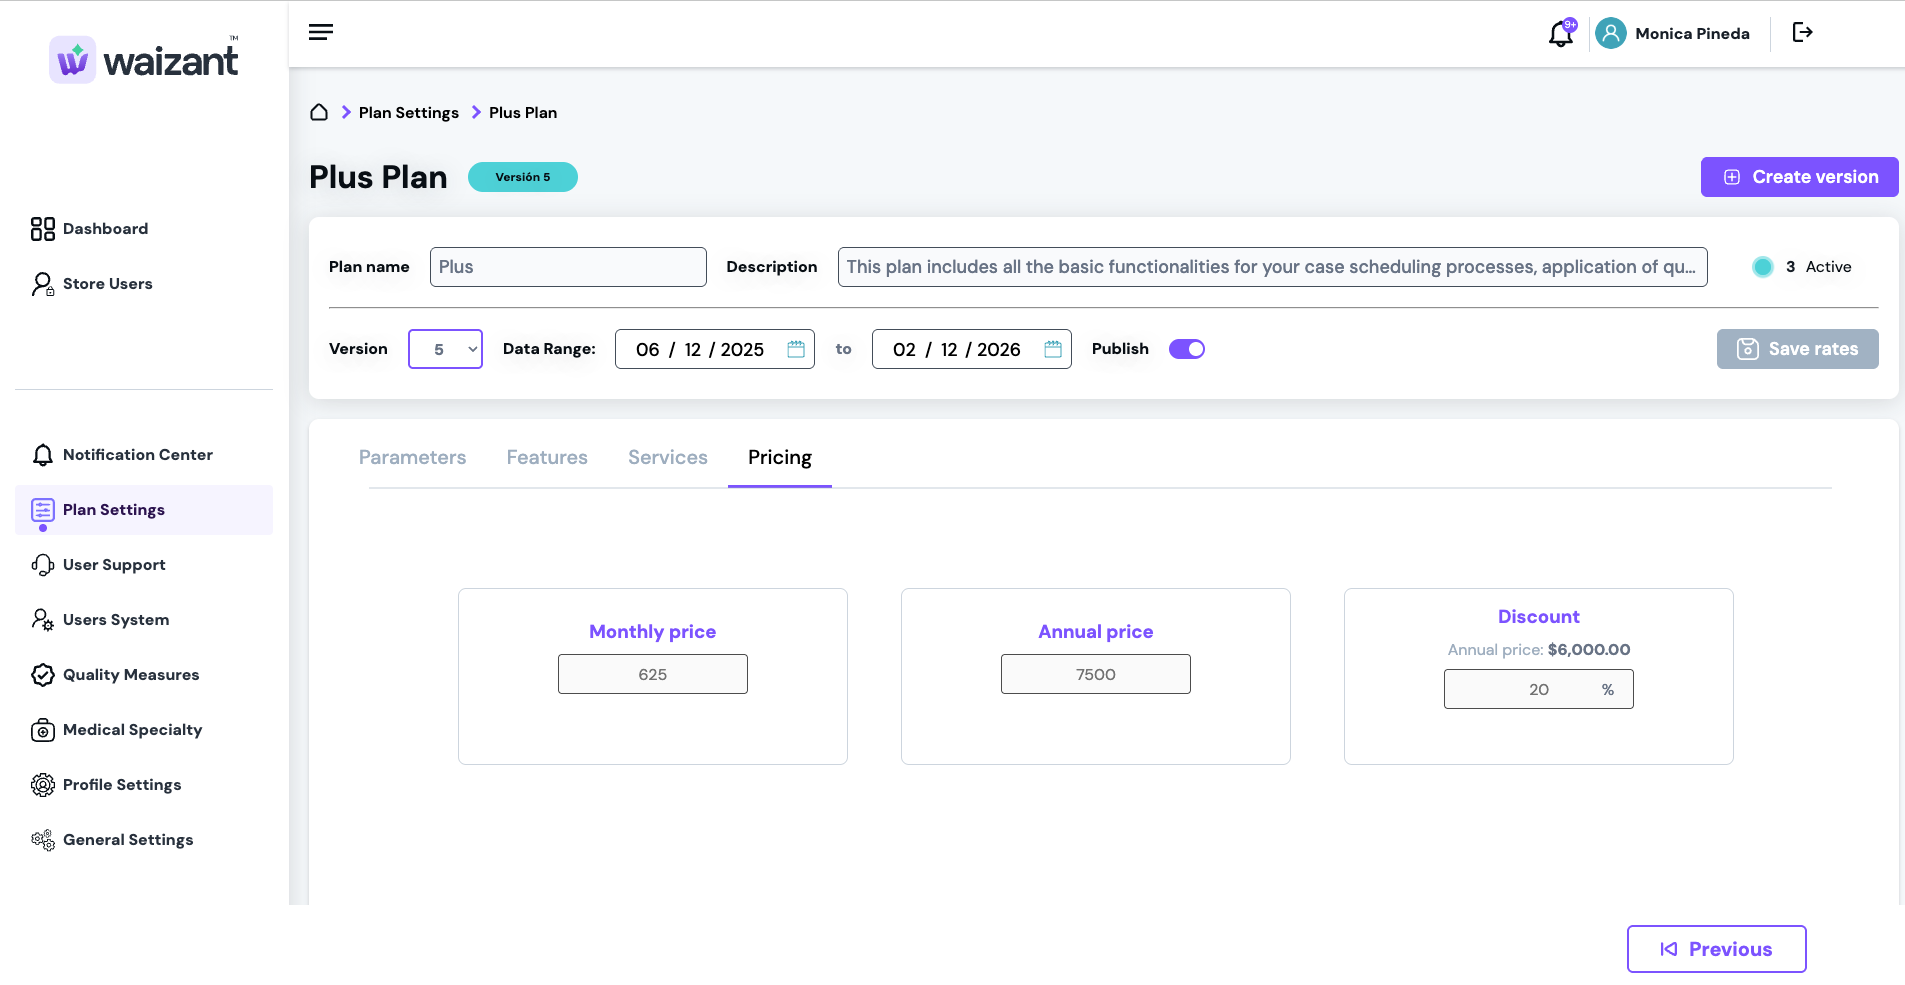 waizant™
9+
Monica Pineda
Plan Settings
Plus Plan
Plus Plan
Versión 5
Create version
Dashboard
Store Users
Plan name
Plus
Description
This plan includes all the basic functionalities for your case scheduling processes, application of qu...
3 Active
Version
5
Data Range:
06 / 12 / 2025
to
02 / 12 / 2026
Publish
Save rates
Notification Center
Plan Settings
User Support
Users System
Quality Measures
Medical Specialty
Profile Settings
General Settings
Parameters
Features
Services
Pricing
Monthly price
625
Annual price
7500
Discount
Annual price: $6,000.00
20 %
Previous